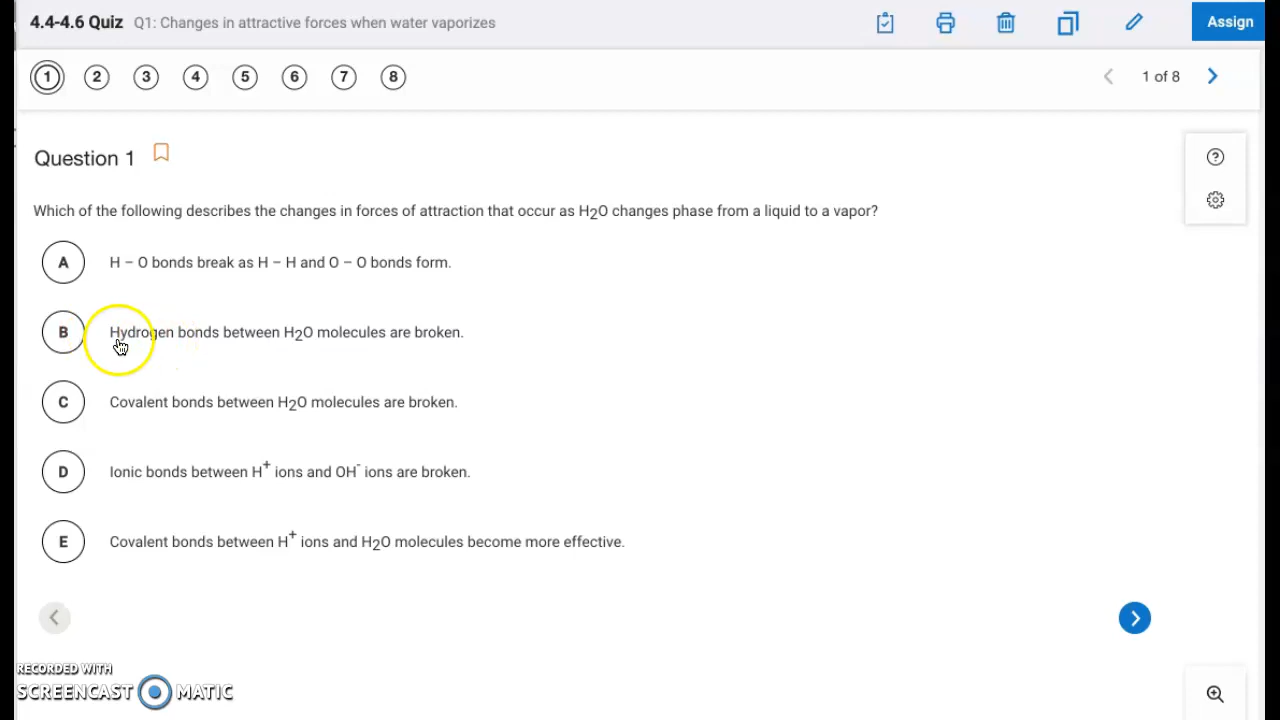 4.4-4.6 Quiz Q1: Changes in attractive forces when water vaporizes Assign
1 2 3 4 5 6 7 8 1 of 8
Question 1
Which of the following describes the changes in forces of attraction that occur as H₂O changes phase from a liquid to a vapor?
A H – O bonds break as H – H and O – O bonds form.
B Hydrogen bonds between H₂O molecules are broken.
C Covalent bonds between H₂O molecules are broken.
D Ionic bonds between H⁺ ions and OH⁻ ions are broken.
E Covalent bonds between H⁺ ions and H₂O molecules become more effective.
RECORDED WITH
SCREENCAST MATIC